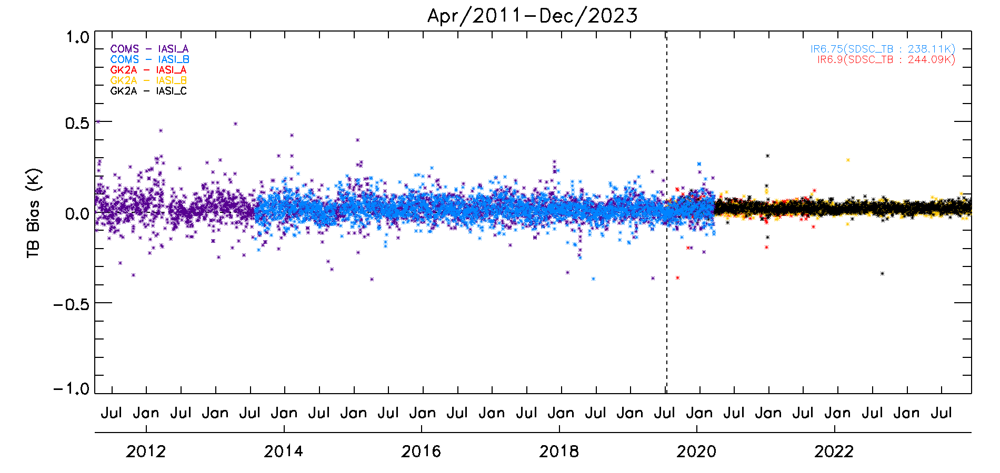 Apr/2011-Dec/2023
1.0
COMS - IASI_A
IR6.75(SDSC_TB : 238.11K)
COMS - IASI_B
IR6.9(SDSC_TB : 244.09K)
GK2A - IASI_A
GK2A - IASI_B
GK2A - IASI_C
0.5
TB Bias (K)
0.0
-0.5
-1.0
Jul Jan Jul Jan Jul Jan Jul Jan Jul Jan Jul Jan Jul Jan Jul Jan Jul Jan Jul Jan Jul Jan Jul Jan Jul
2012 2014 2016 2018 2020 2022